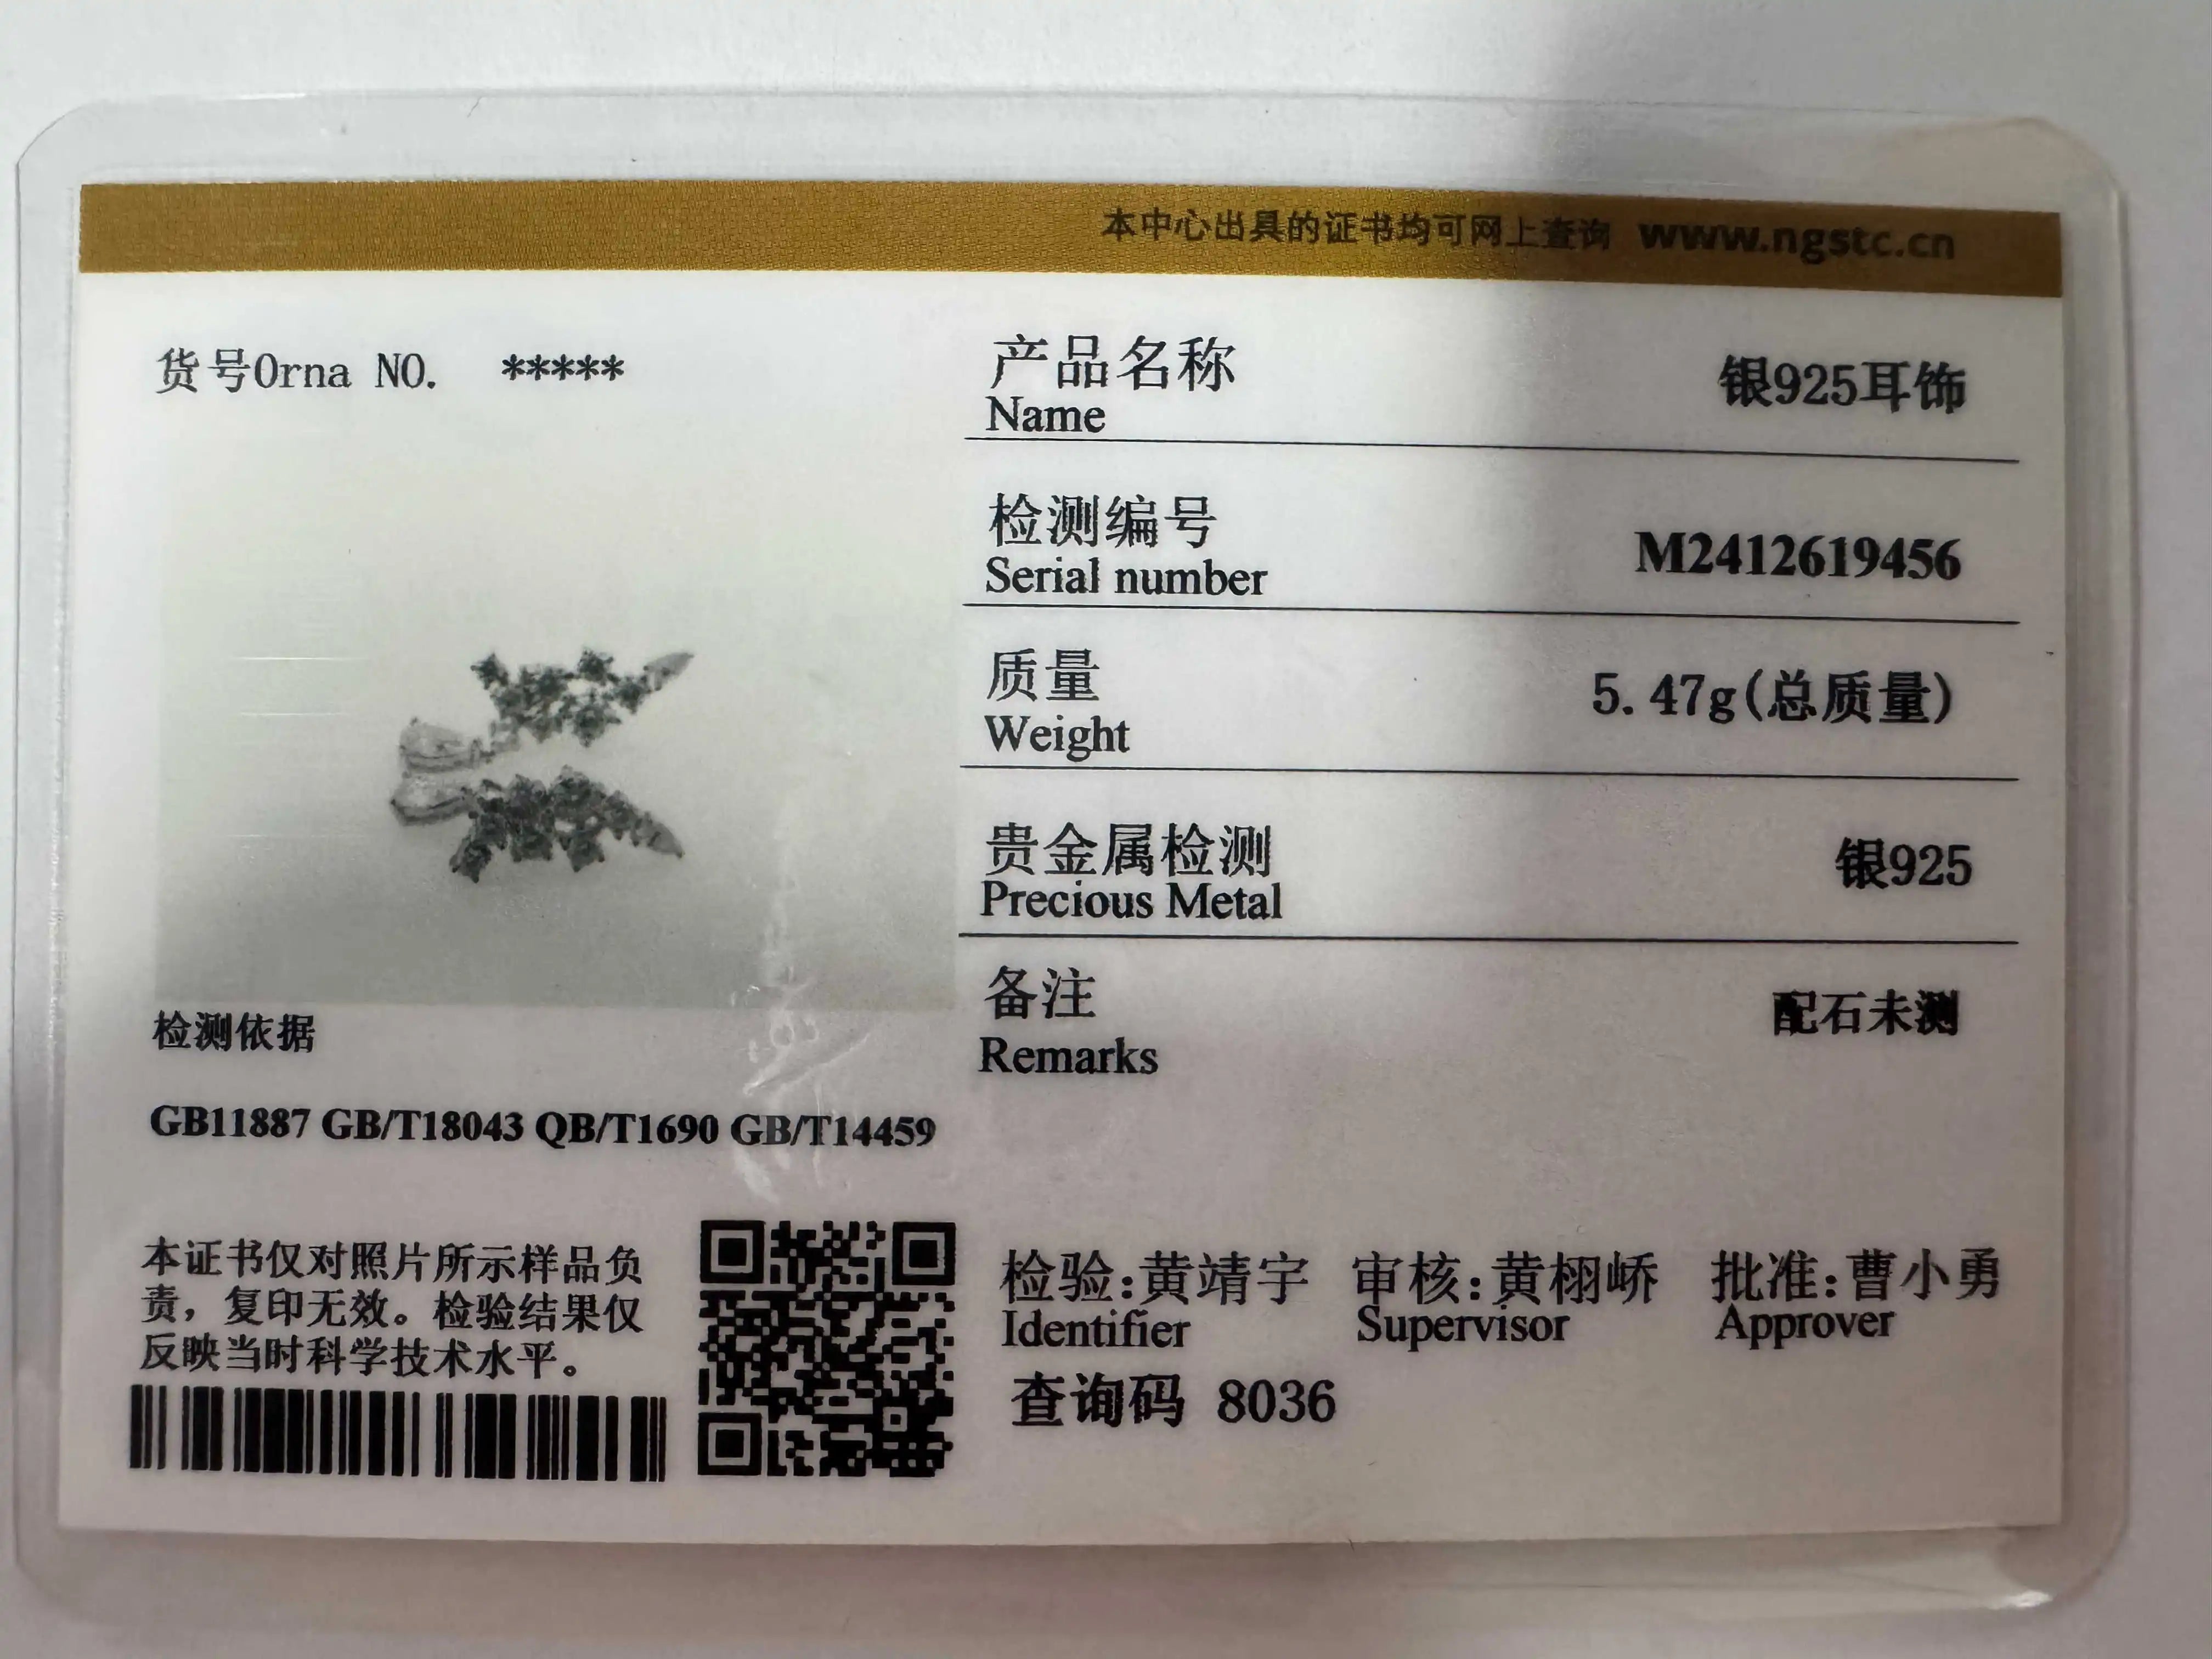 本中心出具的证书均可网上查询 www.ngstc.cn
货号Orna NO. *****
产品名称 银925耳饰
Name
检测编号
Serial number M2412619456
质量 5.47g(总质量)
Weight
贵金属检测 银925
Precious Metal
备注 配石未测
Remarks
检测依据
GB11887 GB/T18043 QB/T1690 GB/T14459
本证书仅对照片所示样品负
责，复印无效。检验结果仅
反映当时科学技术水平。
检验:黄靖宇 审核:黄栩峤 批准:曹小勇
Identifier Supervisor Approver
查询码 8036